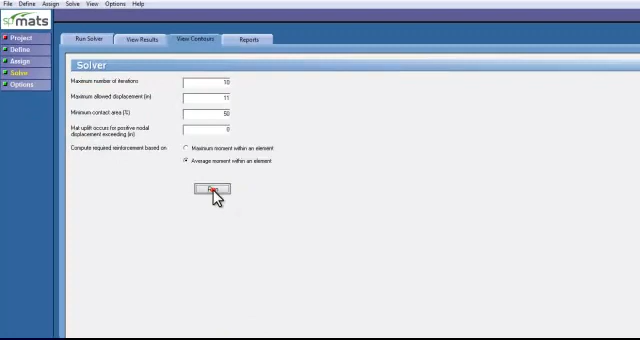 File Define Assign Solve View Options Help
spmats
Project
Define
Assign
Solve
Options
Run Solver View Results View Contours Reports
Solver
Maximum number of iterations 10
Maximum allowed displacement (in) 11
Minimum contact area (%) 50
Mat uplift occurs for positive nodal displacement exceeding (in) 0
Compute required reinforcement based on Maximum moment within an element
Average moment within an element
Run